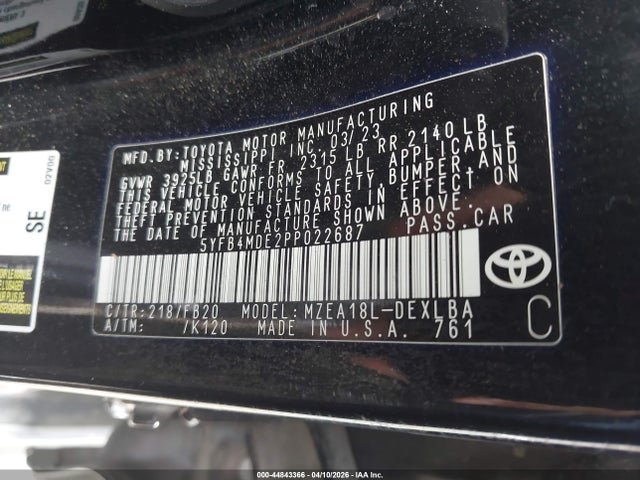 MFD.BY:TOYOTA MOTOR MANUFACTURING
MISSISSIPPI INC. 03/23
GVWR 3925LB GAWR FR 2315 LB RR 2140LB
THIS VEHICLE CONFORMS TO ALL APPLICABLE
FEDERAL MOTOR VEHICLE SAFETY, BUMPER, AND
THEFT PREVENTION STANDARDS IN EFFECT ON
THE DATE OF MANUFACTURE SHOWN ABOVE.
5YFB4MDE2PP022687 PASS.CAR
C/TR:218/FB20 MODEL:MZEA18L-DEXLBA
A/TM: /K120 MADE IN U.S.A. 761
C
SE
02V00
000-44843366 - 04/10/2026 - IAAI, Inc.